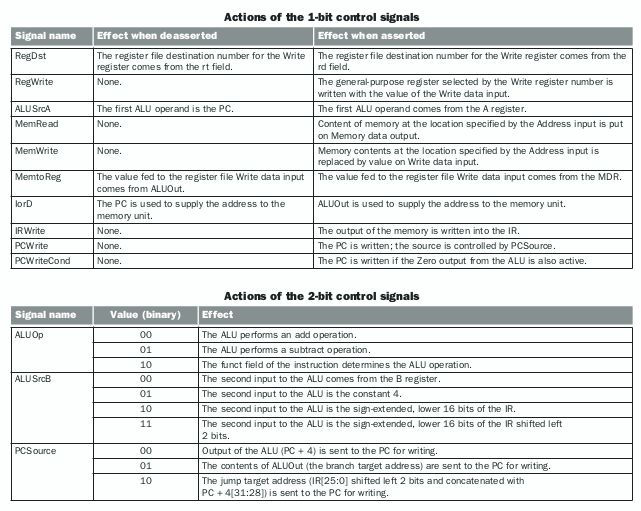 Actions of the 1-bit control signals
Signal name Effect when deasserted Effect when asserted
RegDst The register file destination number for the Write register comes from the rt field. The register file destination number for the Write register comes from the rd field.
RegWrite None. The general-purpose register selected by the Write register number is written with the value of the Write data input.
ALUSrcA The first ALU operand is the PC. The first ALU operand comes from the A register.
MemRead None. Content of memory at the location specified by the Address input is put on Memory data output.
MemWrite None. Memory contents at the location specified by the Address input is replaced by value on Write data input.
MemtoReg The value fed to the register file Write data input comes from ALUOut. The value fed to the register file Write data input comes from the MDR.
IorD The PC is used to supply the address to the memory unit. ALUOut is used to supply the address to the memory unit.
IRWrite None. The output of the memory is written into the IR.
PCWrite None. The PC is written; the source is controlled by PCSource.
PCWriteCond None. The PC is written if the Zero output from the ALU is also active.
Actions of the 2-bit control signals
Signal name Value (binary) Effect
ALUOp 00 The ALU performs an add operation.
01 The ALU performs a subtract operation.
10 The funct field of the instruction determines the ALU operation.
ALUSrcB 00 The second input to the ALU comes from the B register.
01 The second input to the ALU is the constant 4.
10 The second input to the ALU is the sign-extended, lower 16 bits of the IR.
11 The second input to the ALU is the sign-extended, lower 16 bits of the IR shifted left
2 bits.
PCSource 00 Output of the ALU (PC + 4) is sent to the PC for writing.
01 The contents of ALUOut (the branch target address) are sent to the PC for writing.
10 The jump target address (IR[25:0] shifted left 2 bits and concatenated with
PC + 4[31:28]) is sent to the PC for writing.